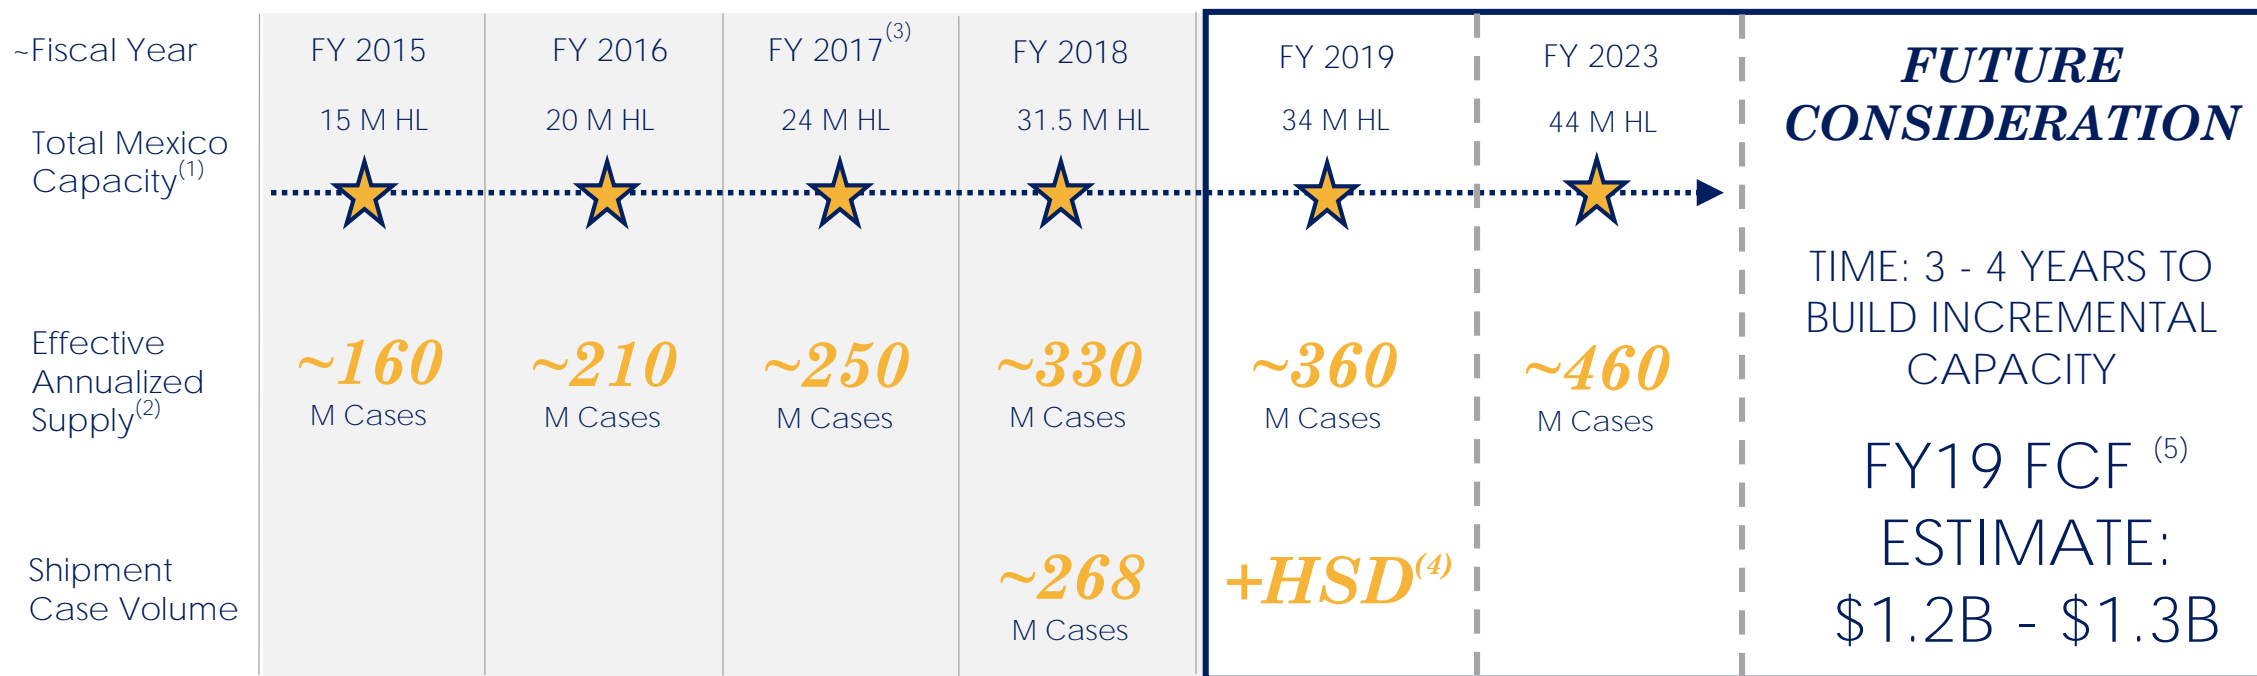 ~Fiscal Year
FY 2015
FY 2016
FY 2017(3)
FY 2018
FY 2019
FY 2023
Total Mexico
Capacity(1)
15 M HL
20 M HL
24 M HL
31.5 M HL
34 M HL
44 M HL
Effective
Annualized
Supply(2)
~160
M Cases
~210
M Cases
~250
M Cases
~330
M Cases
~360
M Cases
~460
M Cases
Shipment
Case Volume
~268
M Cases
+HSD(4)
FUTURE
CONSIDERATION
TIME: 3 - 4 YEARS TO
BUILD INCREMENTAL
CAPACITY
FY19 FCF (5)
ESTIMATE:
$1.2B - $1.3B